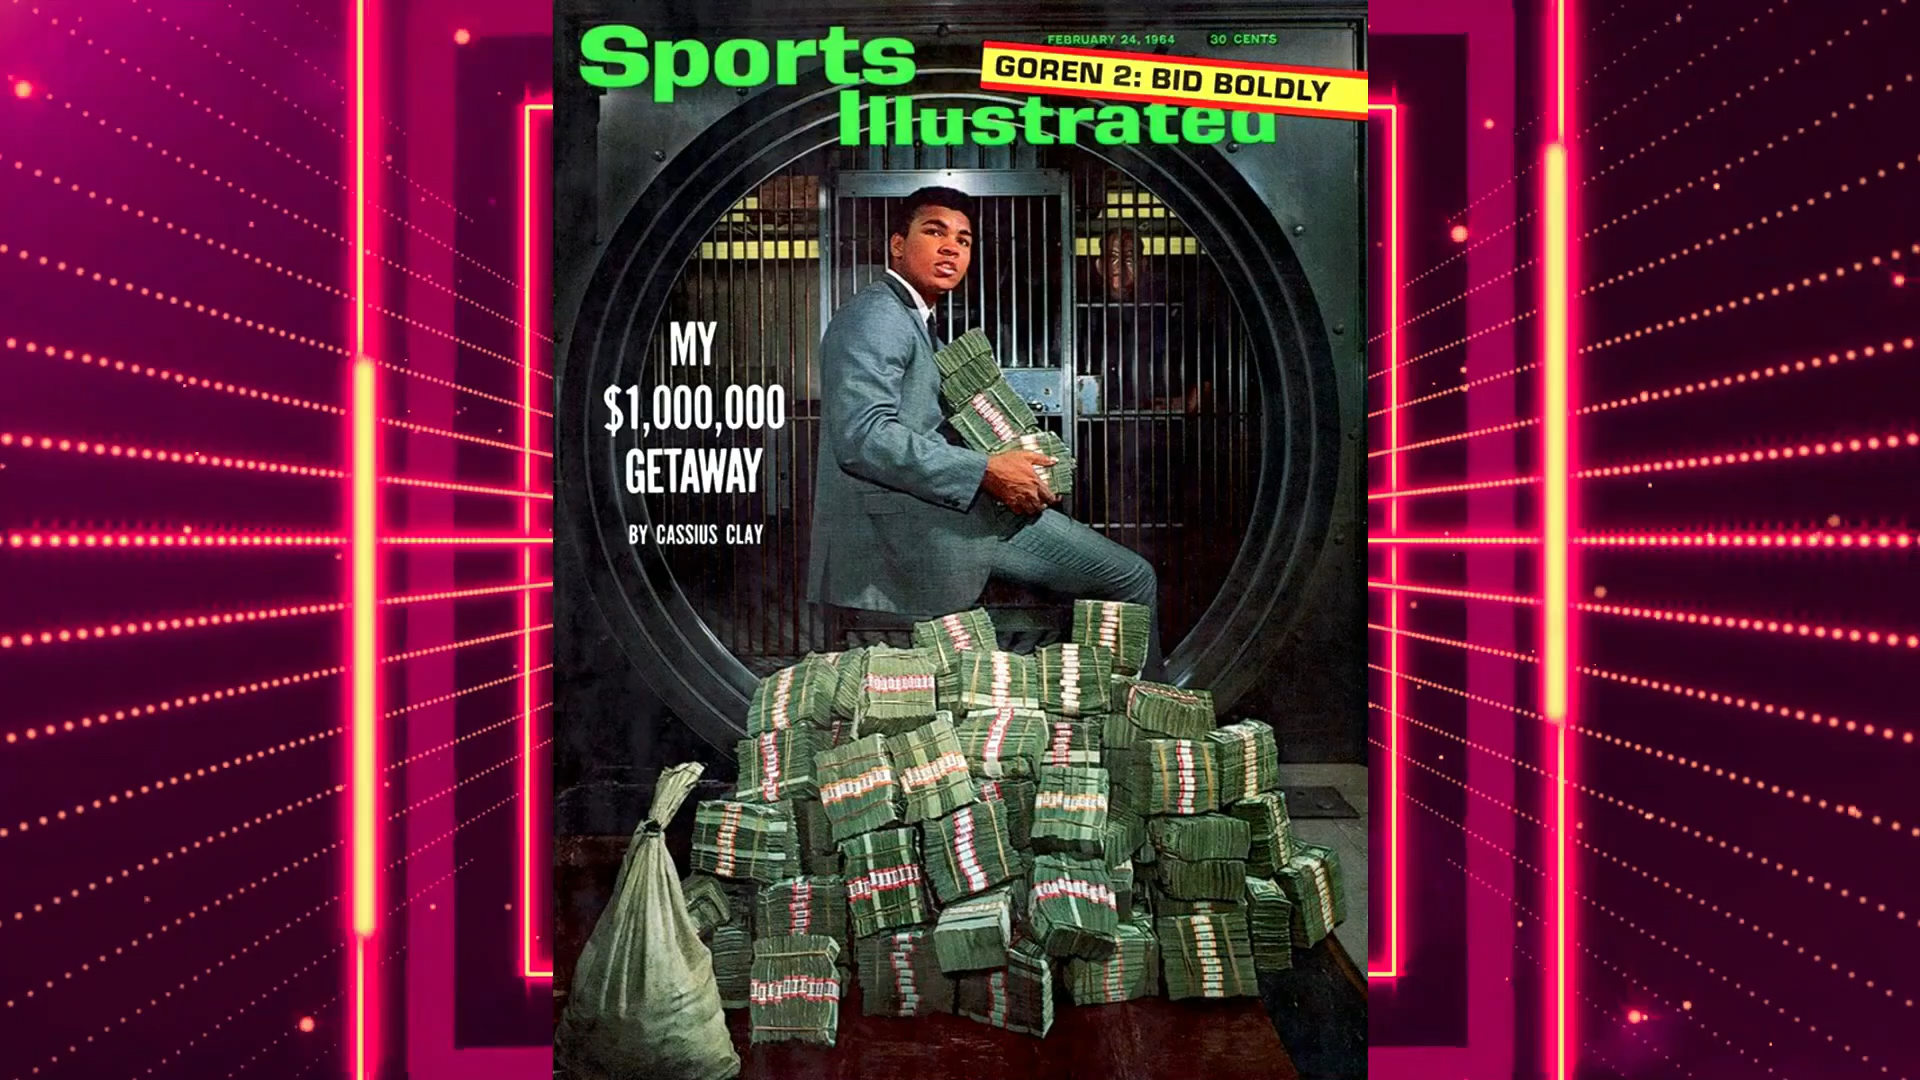 Sports
FEBRUARY 24, 1964 30 CENTS
GOREN 2: BID BOLDLY
Illustrated
MY
$1,000,000
GETAWAY
BY CASSIUS CLAY